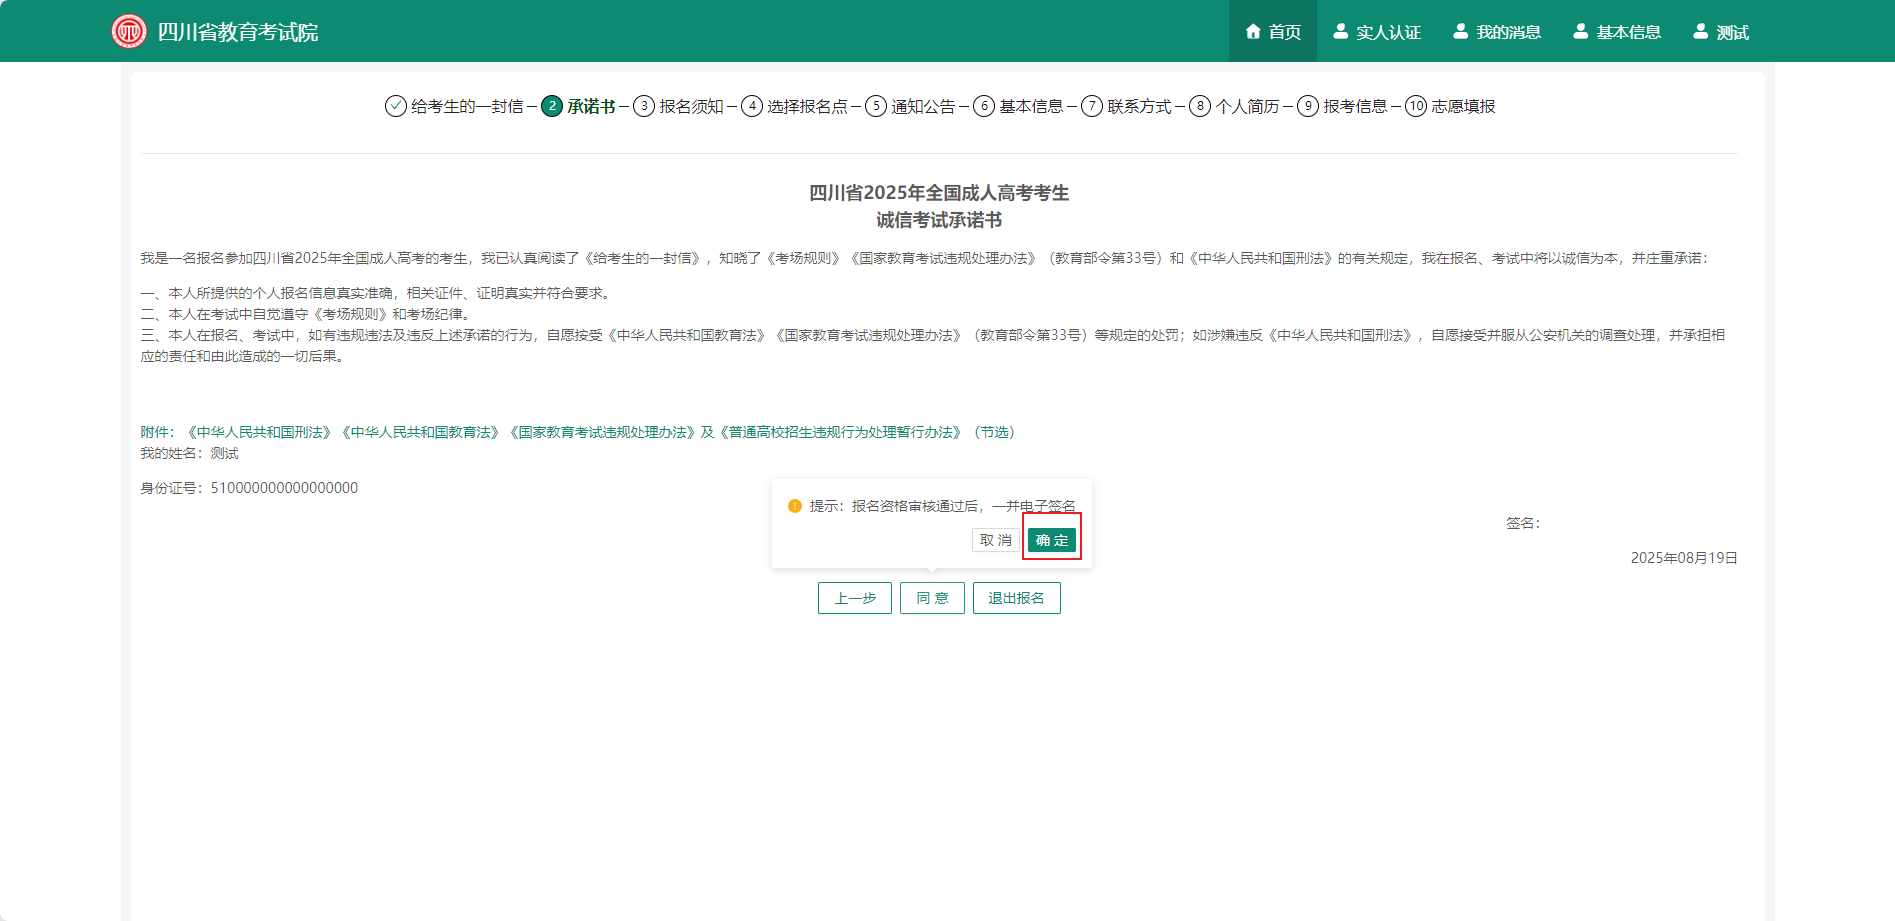 四川省教育考试院
首页 实人认证 我的消息 基本信息 测试
给考生的一封信 2 承诺书 3 报名须知 4 选择报名点 5 通知公告 6 基本信息 7 联系方式 8 个人简历 9 报考信息 10 志愿填报
四川省2025年全国成人高考考生
诚信考试承诺书
我是一名报名参加四川省2025年全国成人高考的考生，我已认真阅读了《给考生的一封信》，知晓了《考场规则》《国家教育考试违规处理办法》（教育部令第33号）和《中华人民共和国刑法》的有关规定，我在报名、考试中将以诚信为本，并庄重承诺：
一、本人所提供的个人报名信息真实准确，相关证件、证明真实并符合要求。
二、本人在考试中自觉遵守《考场规则》和考场纪律。
三、本人在报名、考试中，如有违规违法及违反上述承诺的行为，自愿按受《中华人民共和国教育法》《国家教育考试违规处理办法》（教育部令第33号）等规定的处罚；如涉嫌违反《中华人民共和国刑法》，自愿接受并服从公安机关的调查处理，并承担相
应的责任和由此造成的一切后果。
附件：《中华人民共和国刑法》《中华人民共和国教育法》《国家教育考试违规处理办法》及《普通高校招生违规行为处理暂行办法》（节选）
我的姓名：测试
身份证号：510000000000000000
提示：报名资格审核通过后，一并电子签名
取 消 确 定
签名：
2025年08月19日
上一步 同 意 退出报名